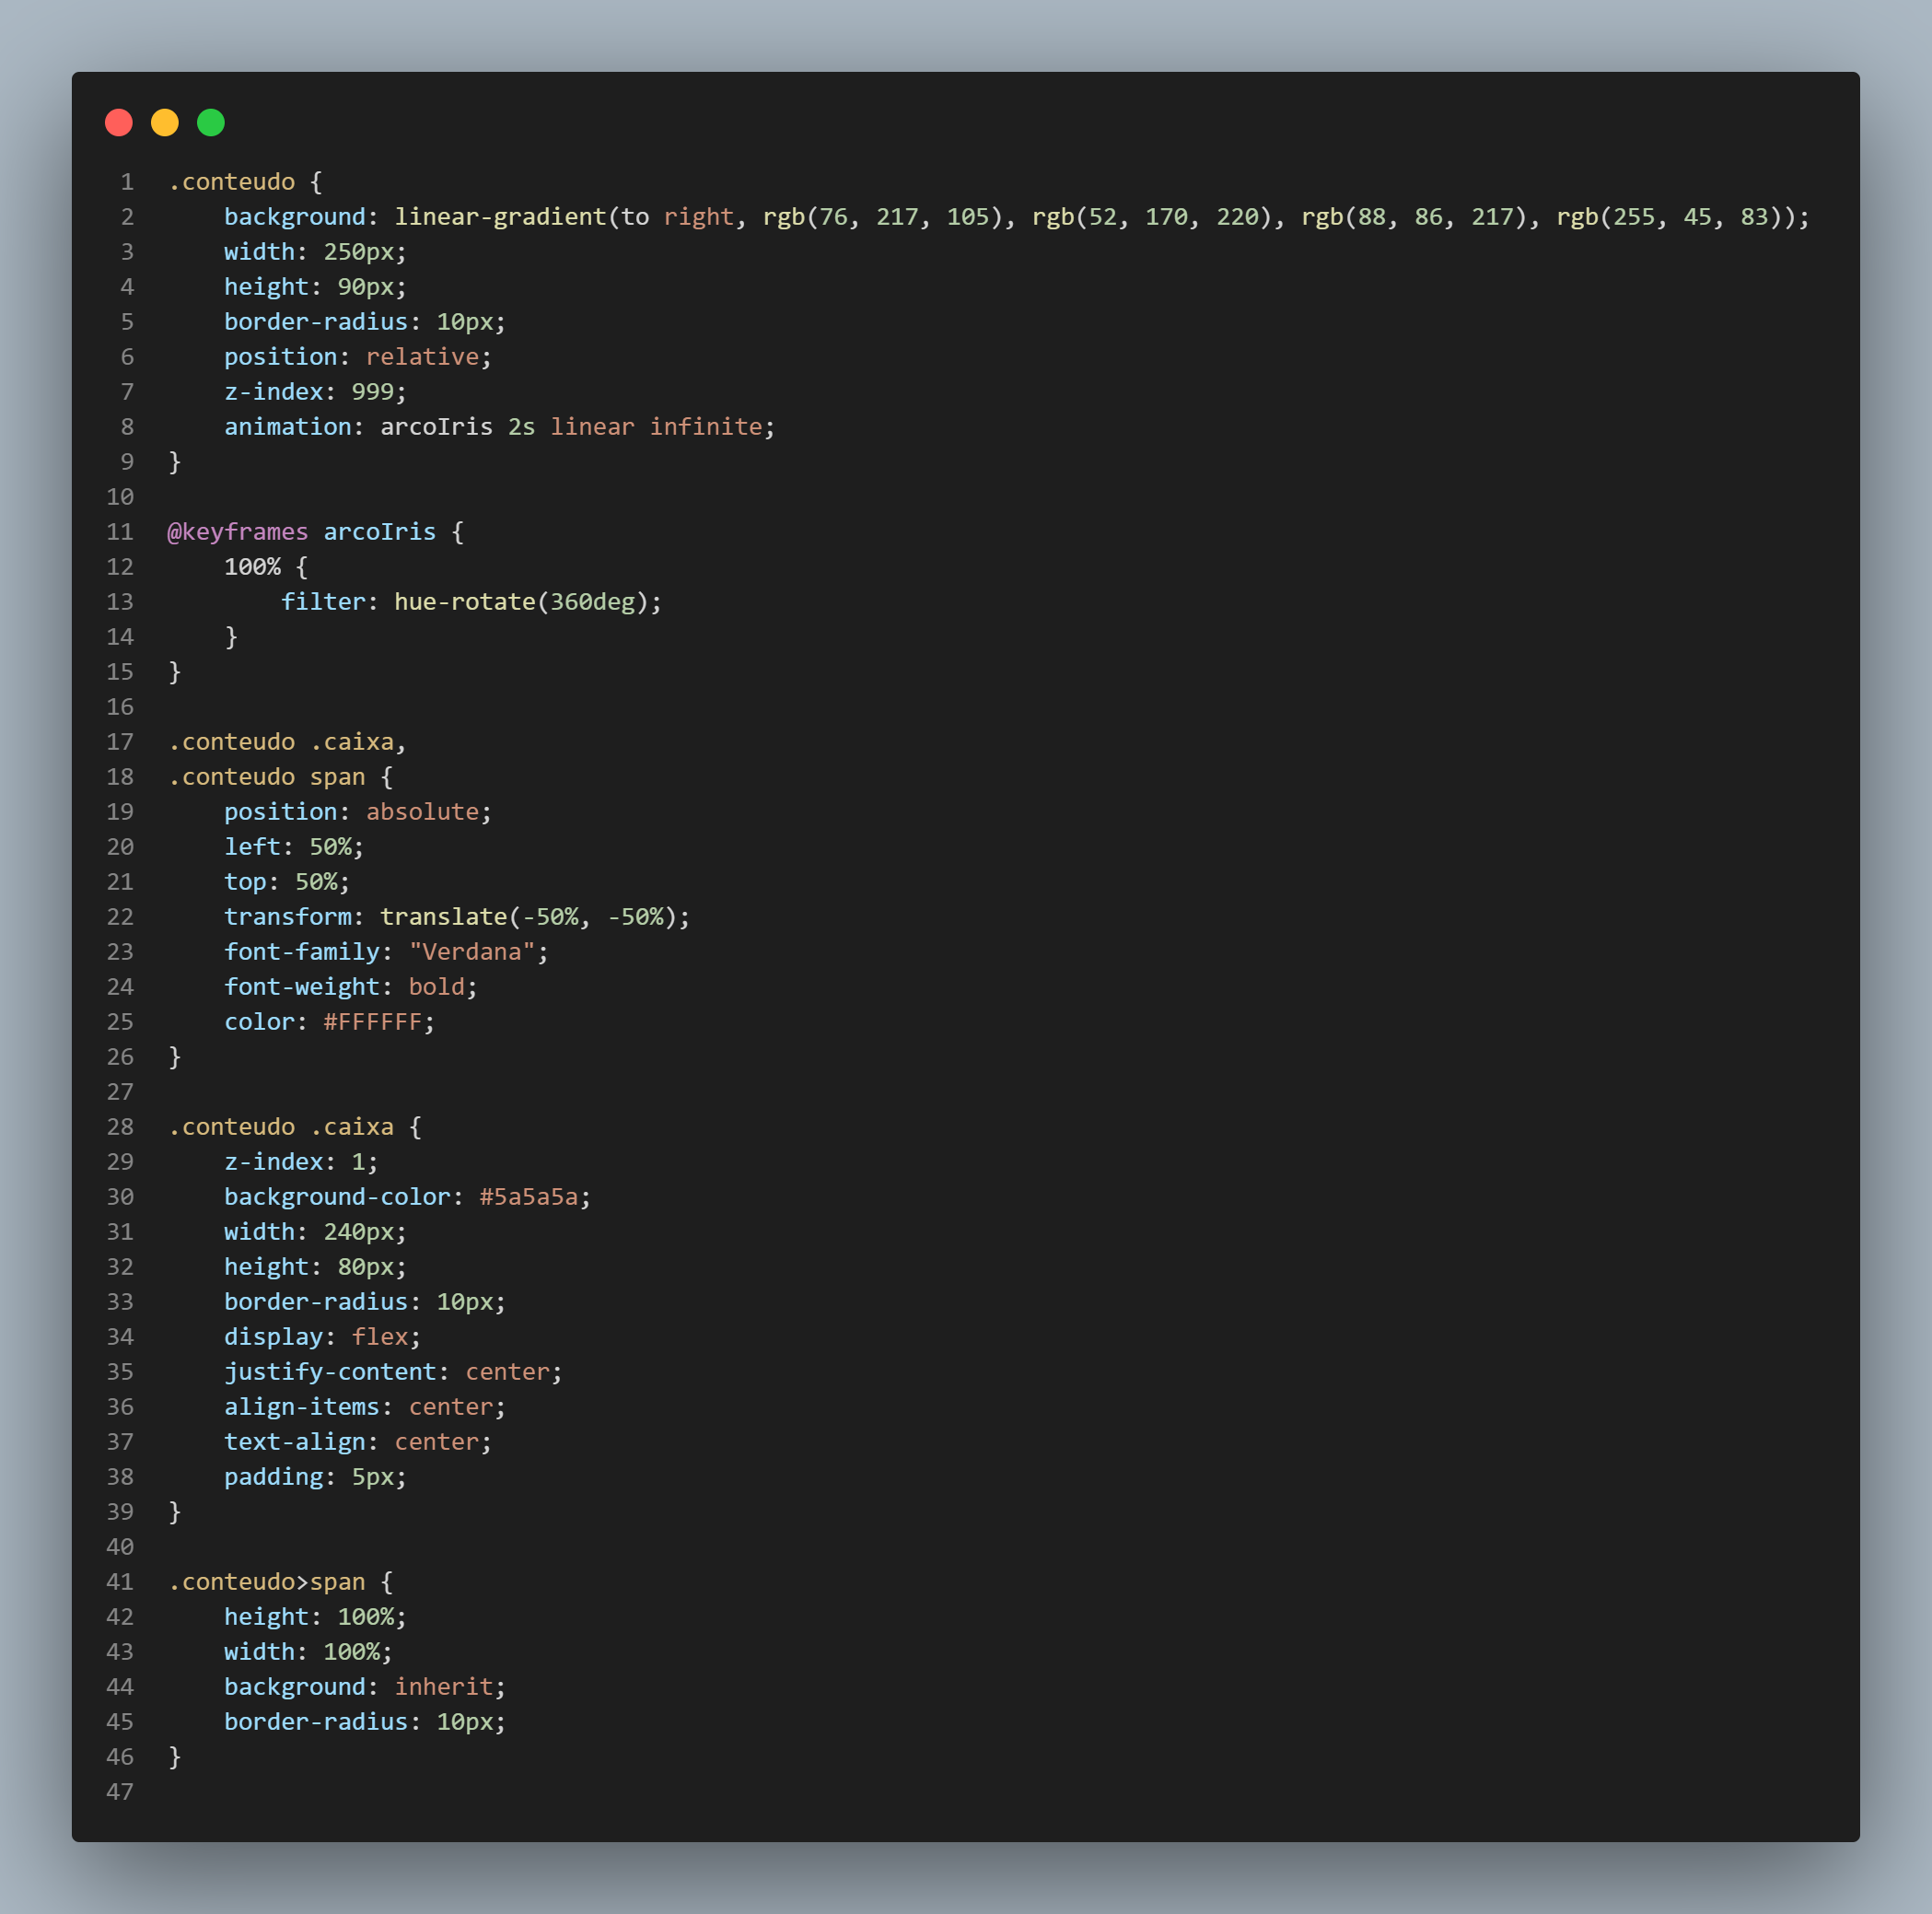 1 .conteudo {
2     background: linear-gradient(to right, rgb(76, 217, 105), rgb(52, 170, 220), rgb(88, 86, 217), rgb(255, 45, 83));
3     width: 250px;
4     height: 90px;
5     border-radius: 10px;
6     position: relative;
7     z-index: 999;
8     animation: arcoIris 2s linear infinite;
9 }
10
11 @keyframes arcoIris {
12     100% {
13         filter: hue-rotate(360deg);
14     }
15 }
16
17 .conteudo .caixa,
18 .conteudo span {
19     position: absolute;
20     left: 50%;
21     top: 50%;
22     transform: translate(-50%, -50%);
23     font-family: "Verdana";
24     font-weight: bold;
25     color: #FFFFFF;
26 }
27
28 .conteudo .caixa {
29     z-index: 1;
30     background-color: #5a5a5a;
31     width: 240px;
32     height: 80px;
33     border-radius: 10px;
34     display: flex;
35     justify-content: center;
36     align-items: center;
37     text-align: center;
38     padding: 5px;
39 }
40
41 .conteudo>span {
42     height: 100%;
43     width: 100%;
44     background: inherit;
45     border-radius: 10px;
46 }
47